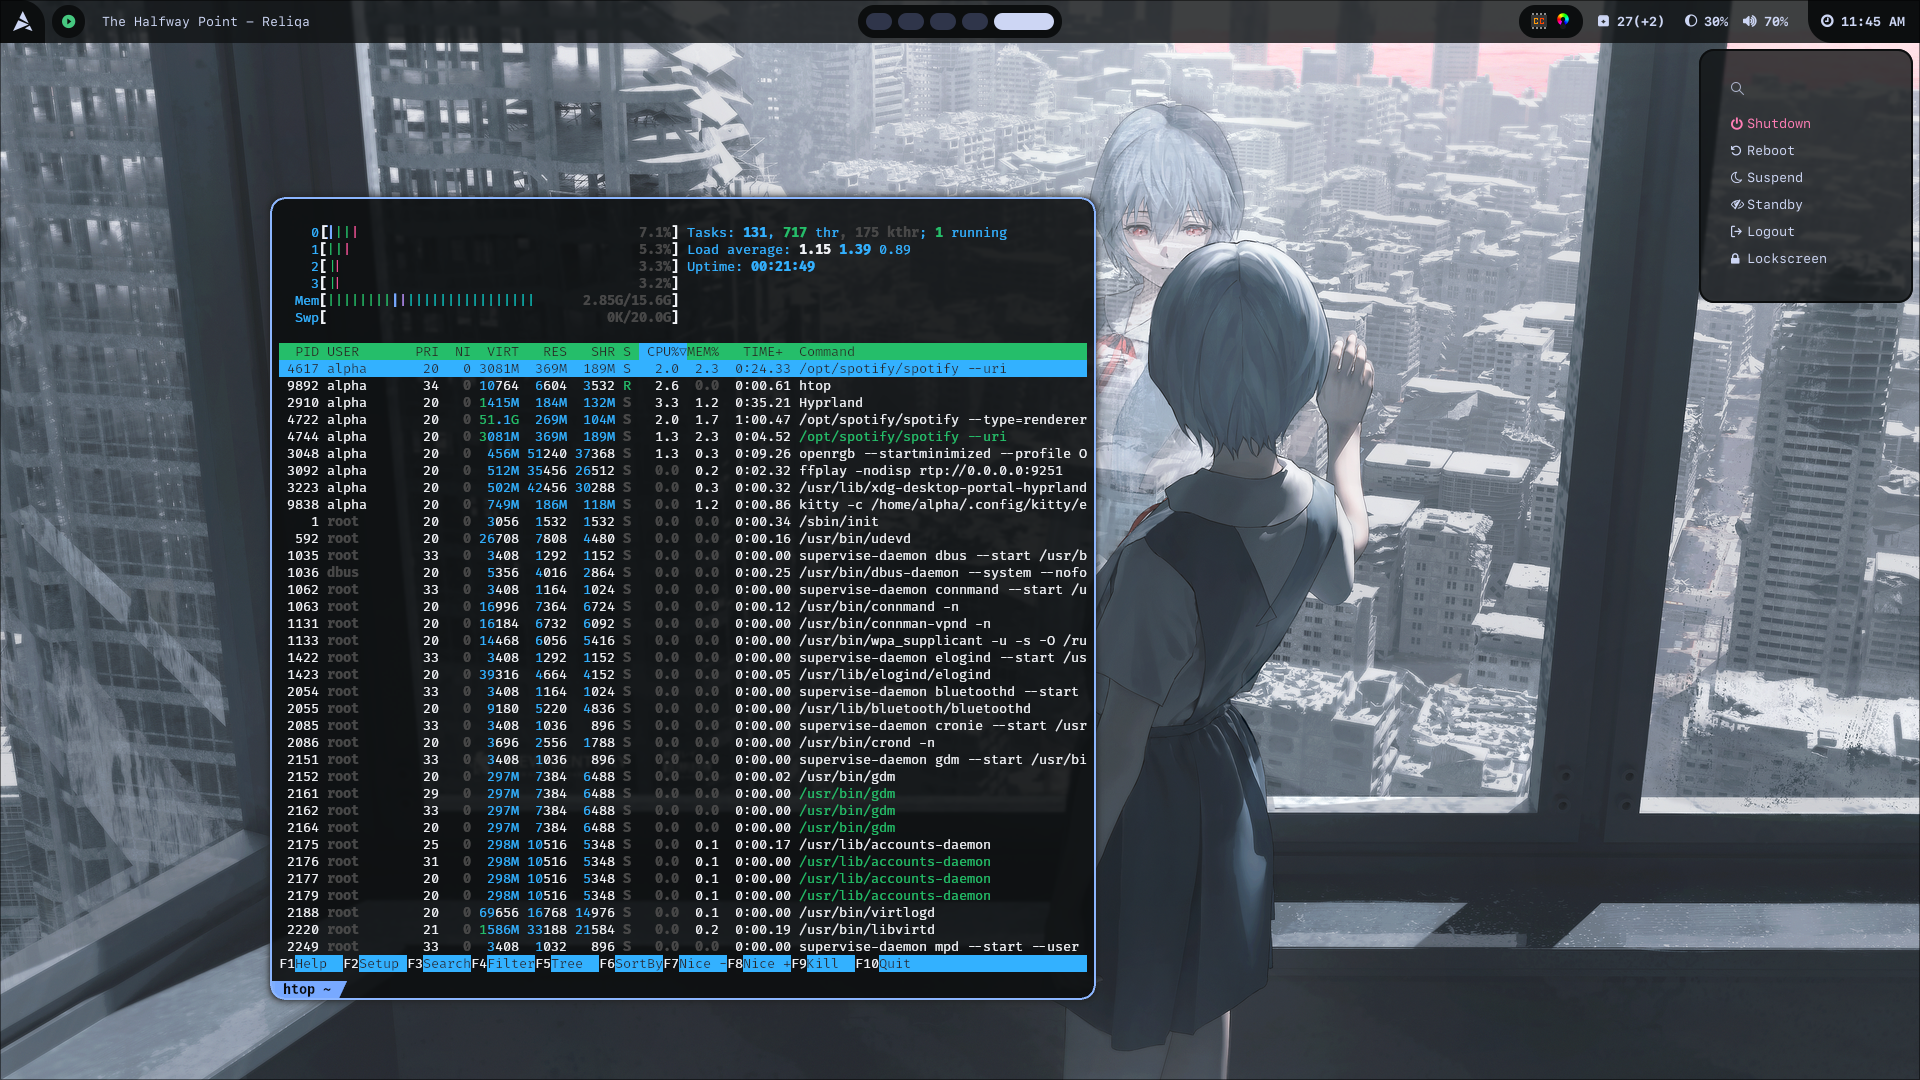 The Halfway Point – Reliqa
CC
27(+2)
30%
70%
11:45 AM
Shutdown
Reboot
Suspend
Standby
Logout
Lockscreen
0[|||| 7.1%] Tasks: 131, 717 thr, 175 kthr; 1 running
1[||| 5.3%] Load average: 1.15 1.39 0.89
2[|| 3.3%] Uptime: 00:21:49
3[|| 3.2%]
Mem[|||||||||||||||||||||||||| 2.85G/15.6G]
Swp[ 0K/20.0G]
PID USER PRI NI VIRT RES SHR S CPU%▽MEM% TIME+ Command
4617 alpha 20 0 3081M 369M 189M S 2.0 2.3 0:24.33 /opt/spotify/spotify --uri
9892 alpha 34 0 10764 6604 3532 R 2.6 0.0 0:00.61 htop
2910 alpha 20 0 1415M 184M 132M S 3.3 1.2 0:35.21 Hyprland
4722 alpha 20 0 51.1G 269M 104M S 2.0 1.7 1:00.47 /opt/spotify/spotify --type=renderer
4744 alpha 20 0 3081M 369M 189M S 1.3 2.3 0:04.52 /opt/spotify/spotify --uri
3048 alpha 20 0 456M 51240 37368 S 1.3 0.3 0:09.26 openrgb --startminimized --profile O
3092 alpha 20 0 512M 35456 26512 S 0.0 0.2 0:02.32 ffplay -nodisp rtp://0.0.0.0:9251
3223 alpha 20 0 502M 42456 30288 S 0.0 0.3 0:00.32 /usr/lib/xdg-desktop-portal-hyprland
9838 alpha 20 0 749M 186M 118M S 0.0 1.2 0:00.86 kitty -c /home/alpha/.config/kitty/e
1 root 20 0 3056 1532 1532 S 0.0 0.0 0:00.34 /sbin/init
592 root 20 0 26708 7808 4480 S 0.0 0.0 0:00.16 /usr/bin/udevd
1035 root 33 0 3408 1292 1152 S 0.0 0.0 0:00.00 supervise-daemon dbus --start /usr/b
1036 dbus 20 0 5356 4016 2864 S 0.0 0.0 0:00.25 /usr/bin/dbus-daemon --system --nofo
1062 root 33 0 3408 1164 1024 S 0.0 0.0 0:00.00 supervise-daemon connmand --start /u
1063 root 20 0 16996 7364 6724 S 0.0 0.0 0:00.12 /usr/bin/connmand -n
1131 root 20 0 16184 6732 6092 S 0.0 0.0 0:00.00 /usr/bin/connman-vpnd -n
1133 root 20 0 14468 6056 5416 S 0.0 0.0 0:00.00 /usr/bin/wpa_supplicant -u -s -O /ru
1422 root 33 0 3408 1292 1152 S 0.0 0.0 0:00.00 supervise-daemon elogind --start /us
1423 root 20 0 39316 4664 4152 S 0.0 0.0 0:00.05 /usr/lib/elogind/elogind
2054 root 33 0 3408 1164 1024 S 0.0 0.0 0:00.00 supervise-daemon bluetoothd --start
2055 root 20 0 9180 5220 4836 S 0.0 0.0 0:00.00 /usr/lib/bluetooth/bluetoothd
2085 root 33 0 3408 1036 896 S 0.0 0.0 0:00.00 supervise-daemon cronie --start /usr
2086 root 20 0 3696 2556 1788 S 0.0 0.0 0:00.00 /usr/bin/crond -n
2151 root 33 0 3408 1036 896 S 0.0 0.0 0:00.00 supervise-daemon gdm --start /usr/bi
2152 root 20 0 297M 7384 6488 S 0.0 0.0 0:00.02 /usr/bin/gdm
2161 root 29 0 297M 7384 6488 S 0.0 0.0 0:00.00 /usr/bin/gdm
2162 root 33 0 297M 7384 6488 S 0.0 0.0 0:00.00 /usr/bin/gdm
2164 root 20 0 297M 7384 6488 S 0.0 0.0 0:00.00 /usr/bin/gdm
2175 root 25 0 298M 10516 5348 S 0.0 0.1 0:00.17 /usr/lib/accounts-daemon
2176 root 31 0 298M 10516 5348 S 0.0 0.1 0:00.00 /usr/lib/accounts-daemon
2177 root 20 0 298M 10516 5348 S 0.0 0.1 0:00.00 /usr/lib/accounts-daemon
2179 root 20 0 298M 10516 5348 S 0.0 0.1 0:00.00 /usr/lib/accounts-daemon
2188 root 20 0 69656 16768 14976 S 0.0 0.1 0:00.00 /usr/bin/virtlogd
2220 root 21 0 1586M 33188 21584 S 0.0 0.2 0:00.19 /usr/bin/libvirtd
2249 root 33 0 3408 1032 896 S 0.0 0.0 0:00.00 supervise-daemon mpd --start --user
F1Help F2Setup F3SearchF4FilterF5Tree F6SortByF7Nice -F8Nice +F9Kill F10Quit
htop ~